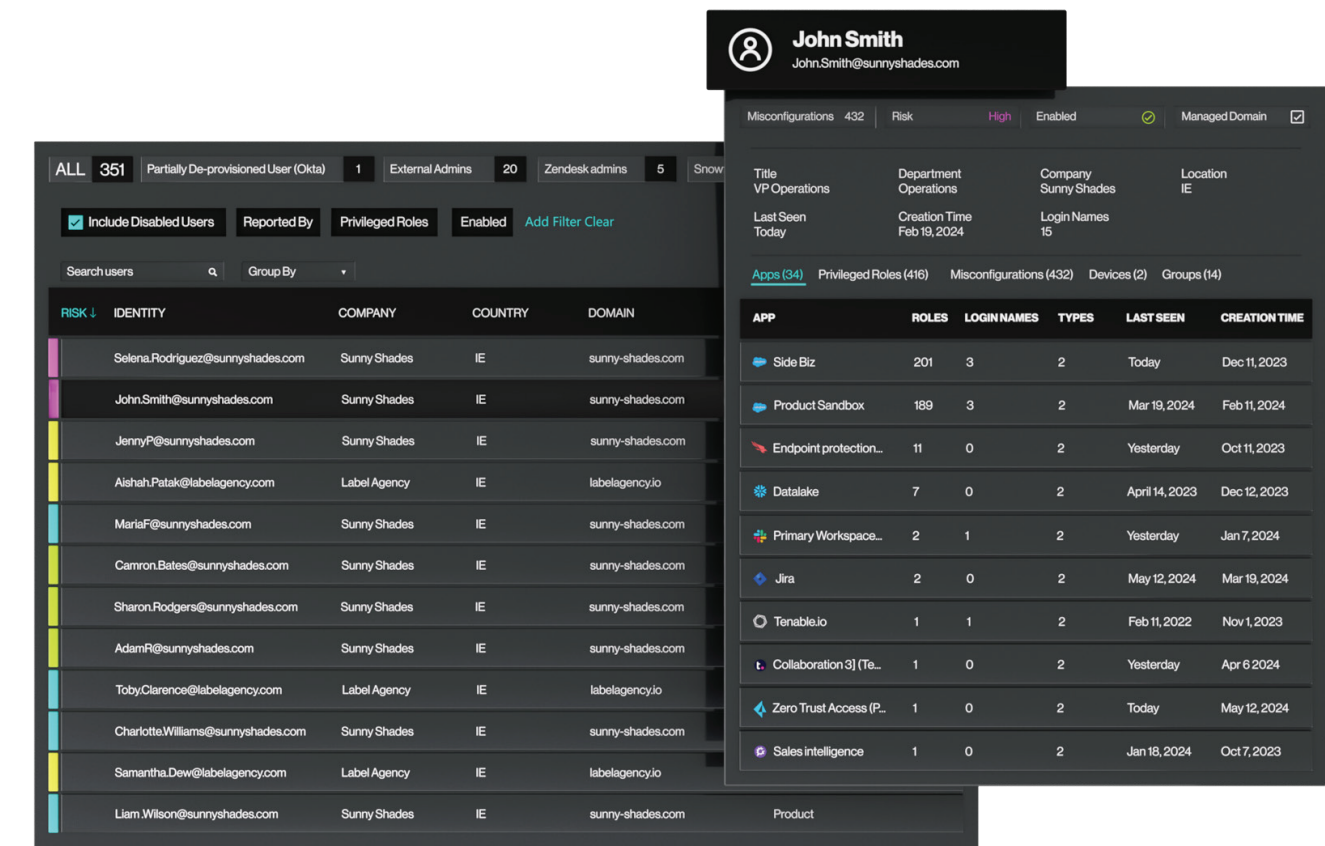 John Smith
John.Smith@sunnyshades.com
Misconfigurations 432 Risk High Enabled Managed Domain
Title Department Company Location
VP Operations Operations Sunny Shades IE
Last Seen Creation Time Login Names
Today Feb 19, 2024 15
Apps (34) Privileged Roles (416) Misconfigurations (432) Devices (2) Groups (14)
APP ROLES LOGIN NAMES TYPES LAST SEEN CREATION TIME
Side Biz 201 3 2 Today Dec 11, 2023
Product Sandbox 189 3 2 Mar 19, 2024 Feb 11, 2024
Endpoint protection... 11 0 2 Yesterday Oct 11, 2023
Datalake 7 0 2 April 14, 2023 Dec 12, 2023
Primary Workspace... 2 1 2 Yesterday Jan 7, 2024
Jira 2 0 2 May 12, 2024 Mar 19, 2024
Tenable.io 1 1 2 Feb 11, 2022 Nov 1, 2023
Collaboration 3] (Te... 1 0 2 Yesterday Apr 6 2024
Zero Trust Access (P... 1 0 2 Today May 12, 2024
Sales intelligence 1 0 2 Jan 18, 2024 Oct 7, 2023
ALL 351 Partially De-provisioned User (Okta) 1 External Admins 20 Zendesk admins 5 Snow
Include Disabled Users Reported By Privileged Roles Enabled Add Filter Clear
Search users Group By
RISK ↓ IDENTITY COMPANY COUNTRY DOMAIN
Selena.Rodriguez@sunnyshades.com Sunny Shades IE sunny-shades.com
John.Smith@sunnyshades.com Sunny Shades IE sunny-shades.com
JennyP@sunnyshades.com Sunny Shades IE sunny-shades.com
Aishah.Patak@labelagency.com Label Agency IE labelagency.io
MariaF@sunnyshades.com Sunny Shades IE sunny-shades.com
Camron.Bates@sunnyshades.com Sunny Shades IE sunny-shades.com
Sharon.Rodgers@sunnyshades.com Sunny Shades IE sunny-shades.com
AdamR@sunnyshades.com Sunny Shades IE sunny-shades.com
Toby.Clarence@labelagency.com Label Agency IE labelagency.io
Charlotte.Williams@sunnyshades.com Sunny Shades IE sunny-shades.com
Samantha.Dew@labelagency.com Label Agency IE labelagency.io
Liam.Wilson@sunnyshades.com Sunny Shades IE sunny-shades.com Product